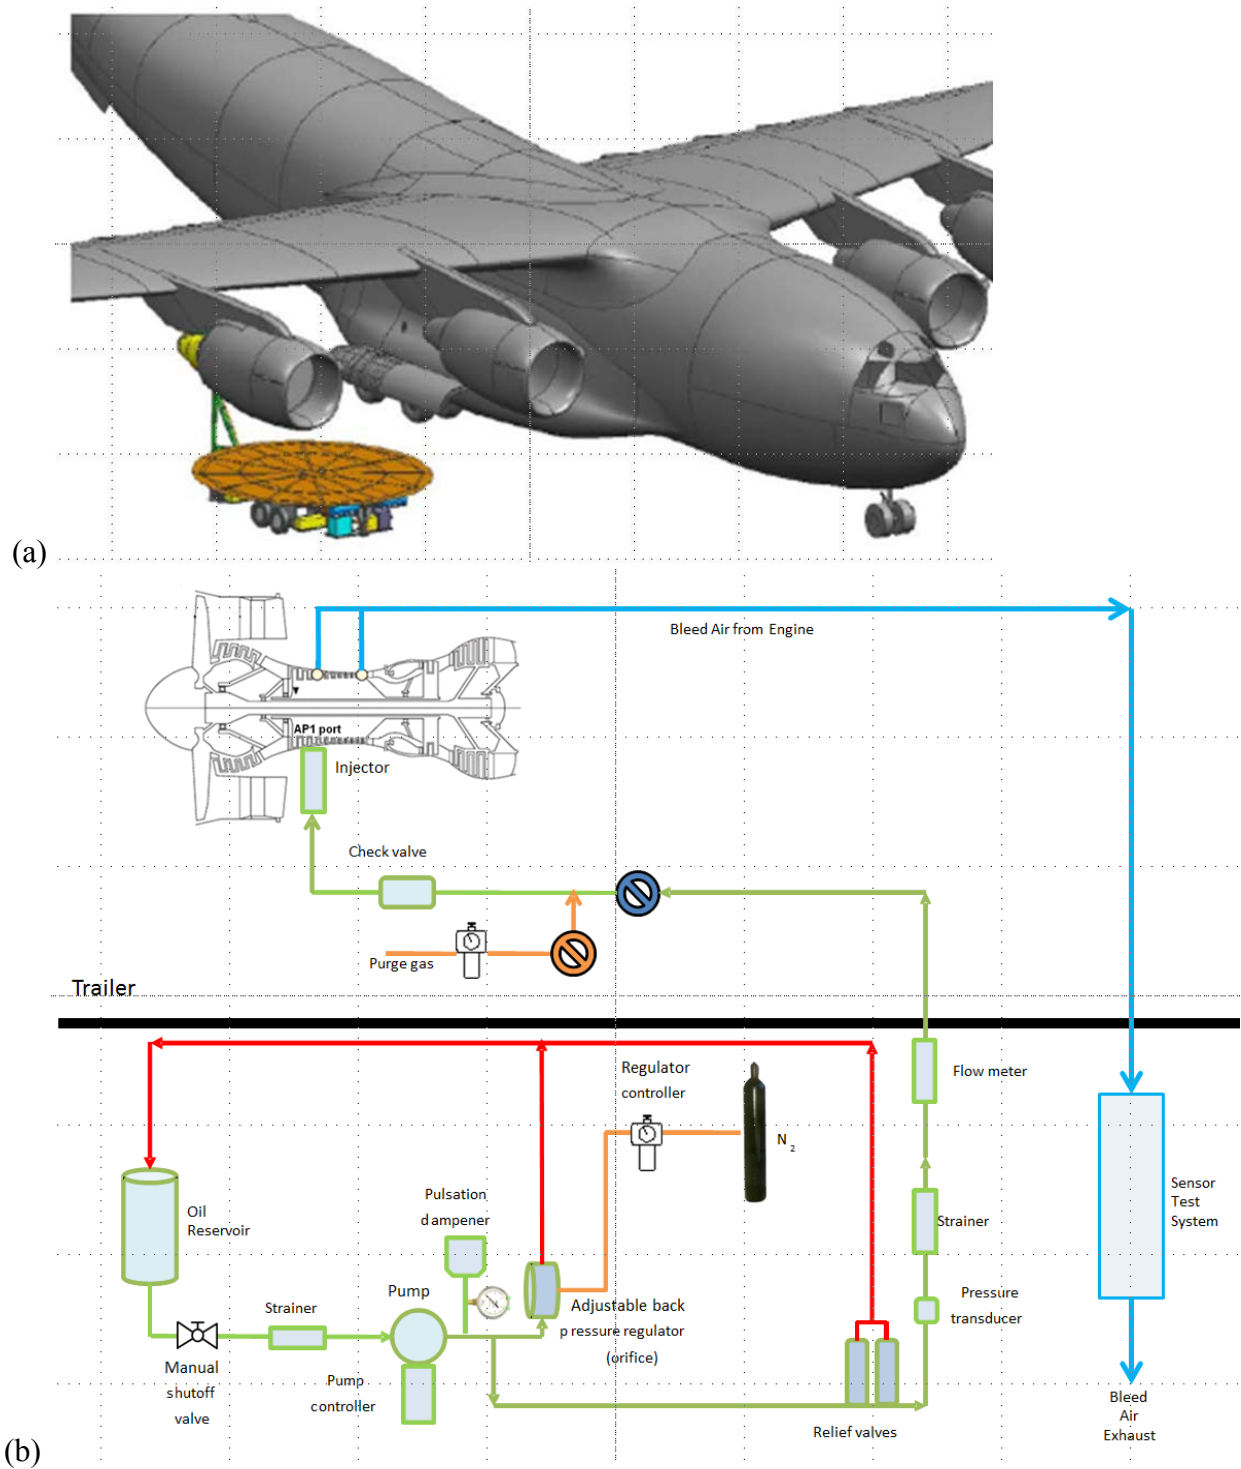 (a)
Bleed Air from Engine
AP1 port
Injector
Check valve
Purge gas
Trailer
Regulator
controller
Flow meter
N2
Pulsation
dampener
Oil
Reservoir
Strainer
Sensor
Test
System
Pump
Strainer
Adjustable back
pressure regulator
(orifice)
Pressure
transducer
Manual
shutoff
valve
Pump
controller
Relief valves
Bleed
Air
Exhaust
(b)